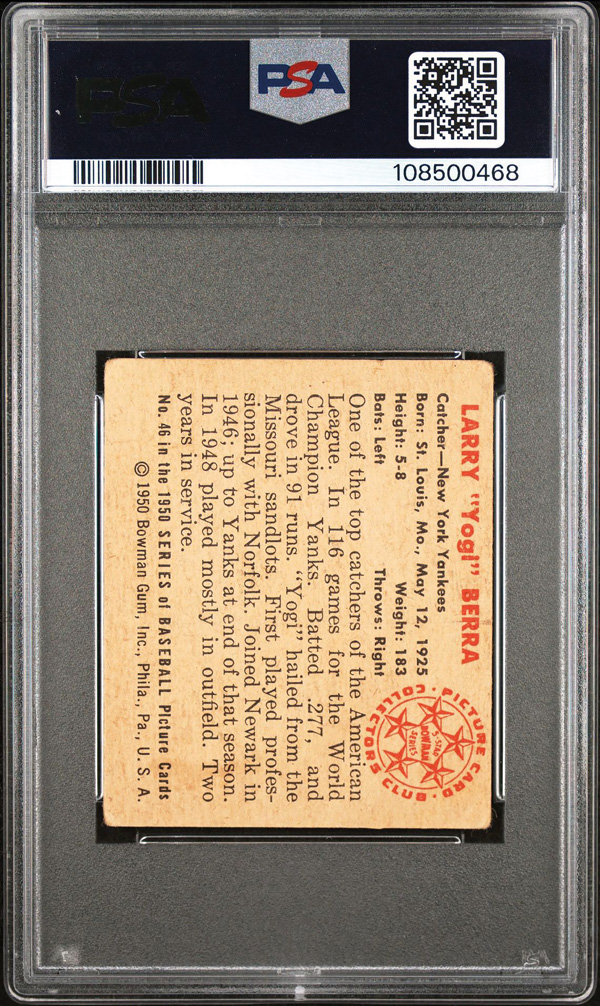 PSA
PSA
108500468
LARRY "Yogi" BERRA
Catcher—New York Yankees
Born: St. Louis, Mo., May 12, 1925
Height: 5-8 Weight: 183
Bats: Left Throws: Right
PICTURE CARD COLLECTORS CLUB
5-STAR
BOWMAN
SERIES
One of the top catchers of the American
League. In 116 games for the World
Champion Yanks. Batted .277, and
drove in 91 runs. "Yogi" hailed from the
Missouri sandlots. First played profes-
sionally with Norfolk. Joined Newark in
1946; up to Yanks at end of that season.
In 1948 played mostly in outfield. Two
years in service.
No. 46 in the 1950 SERIES of BASEBALL Picture Cards
©1950 Bowman Gum, Inc., Phila., Pa., U. S. A.